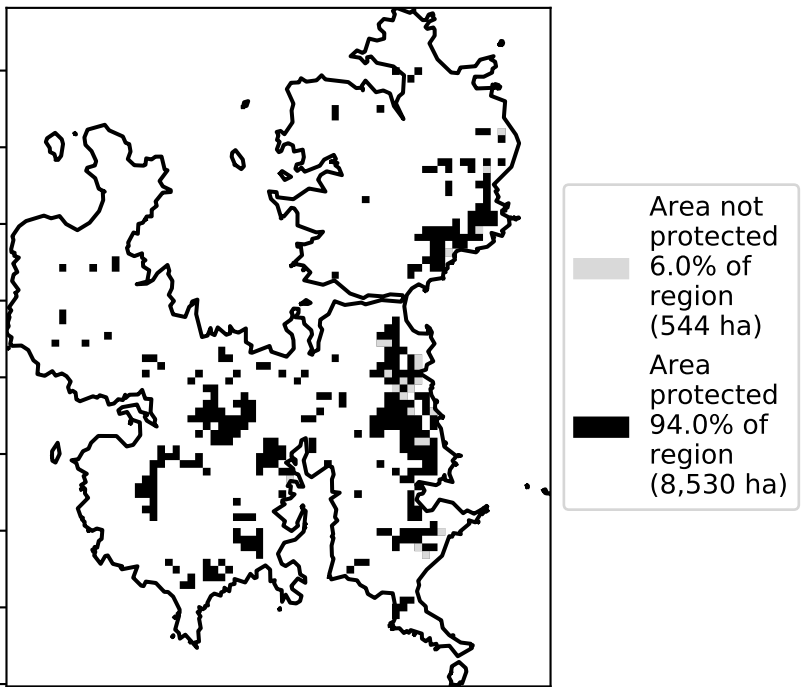 Area not
protected
6.0% of
region
(544 ha)
Area
protected
94.0% of
region
(8,530 ha)